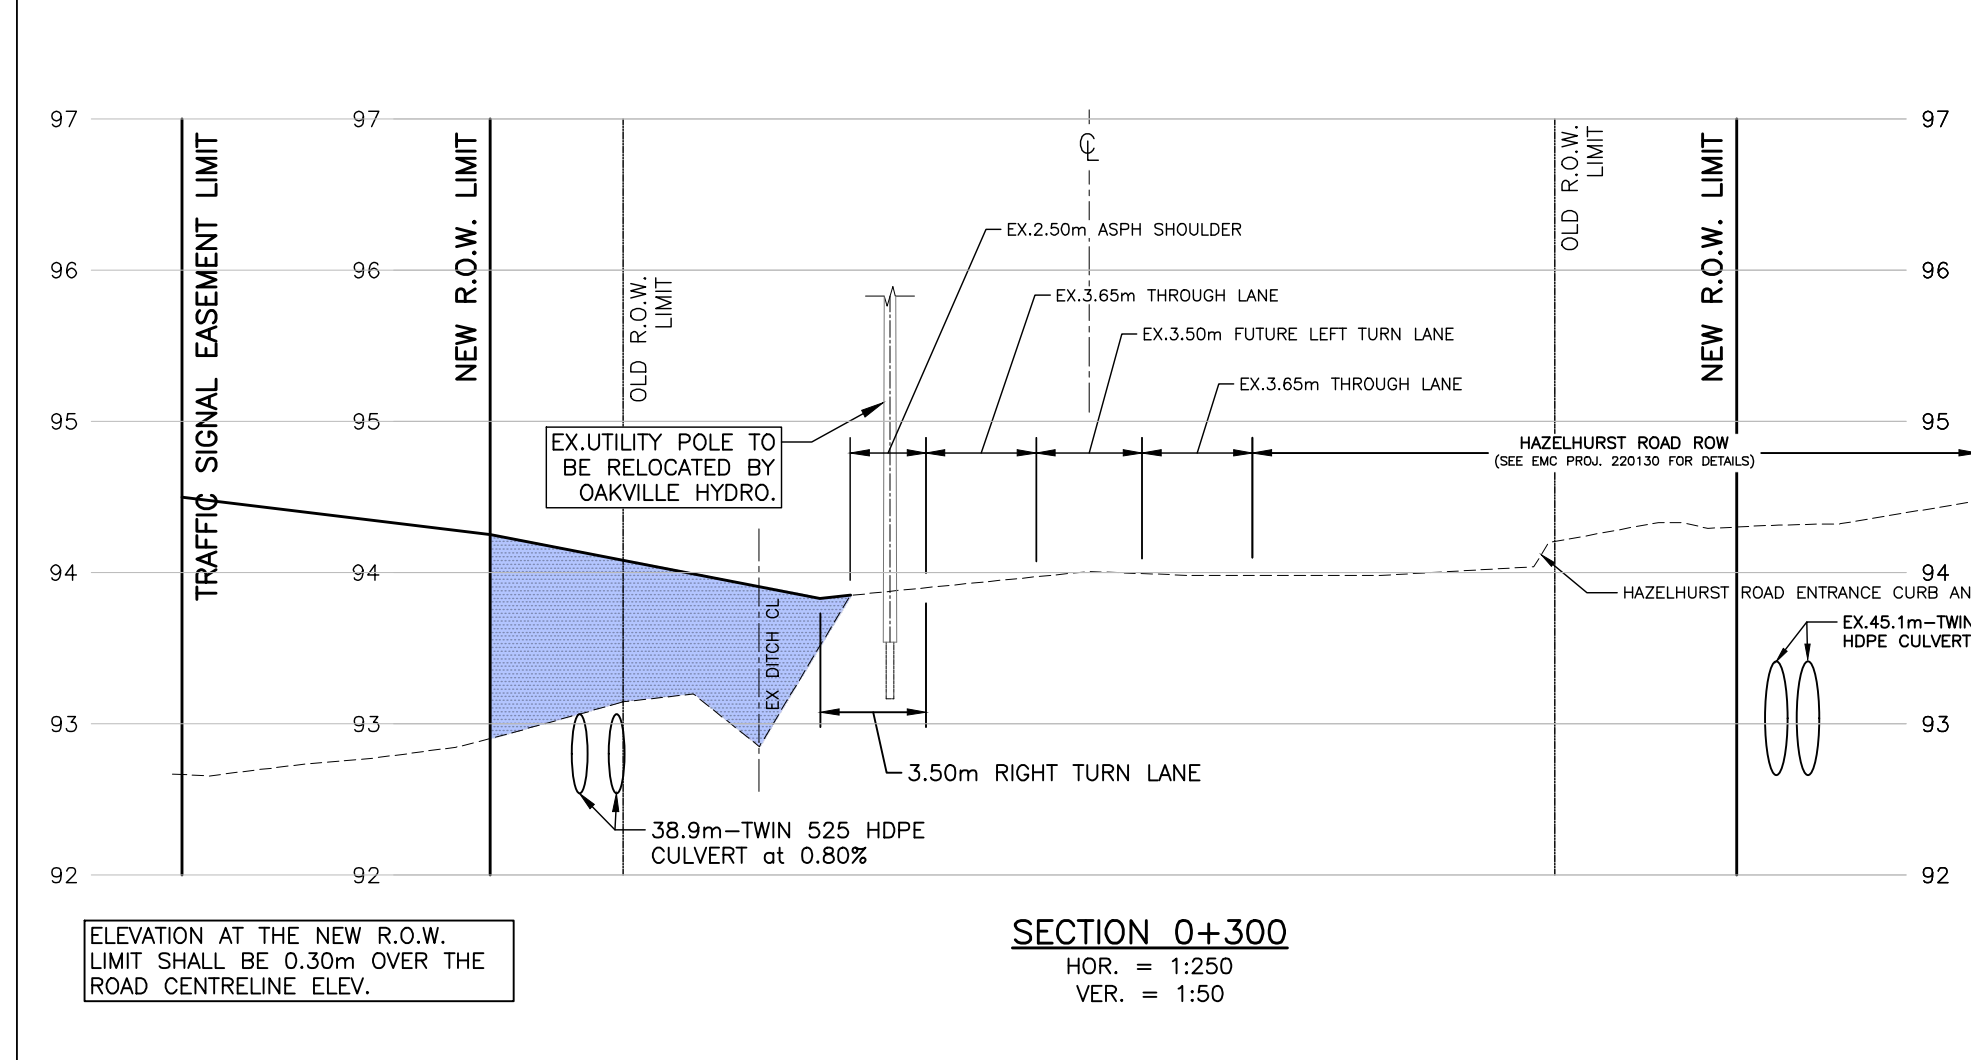 97
97
97
96
96
96
95
95
95
94
94
94
93
93
93
92
92
92
TRAFFIC SIGNAL EASEMENT LIMIT
NEW R.O.W. LIMIT
OLD R.O.W.
LIMIT
℄
OLD R.O.W.
LIMIT
NEW R.O.W. LIMIT
EX.2.50m ASPH SHOULDER
EX.3.65m THROUGH LANE
EX.3.50m FUTURE LEFT TURN LANE
EX.3.65m THROUGH LANE
EX.UTILITY POLE TO
BE RELOCATED BY
OAKVILLE HYDRO.
HAZELHURST ROAD ROW
(SEE EMC PROJ. 220130 FOR DETAILS)
HAZELHURST ROAD ENTRANCE CURB AN
EX.45.1m-TWIN
HDPE CULVERT
EX DITCH CL
3.50m RIGHT TURN LANE
38.9m-TWIN 525 HDPE
CULVERT at 0.80%
ELEVATION AT THE NEW R.O.W.
LIMIT SHALL BE 0.30m OVER THE
ROAD CENTRELINE ELEV.
SECTION 0+300
HOR. = 1:250
VER. = 1:50